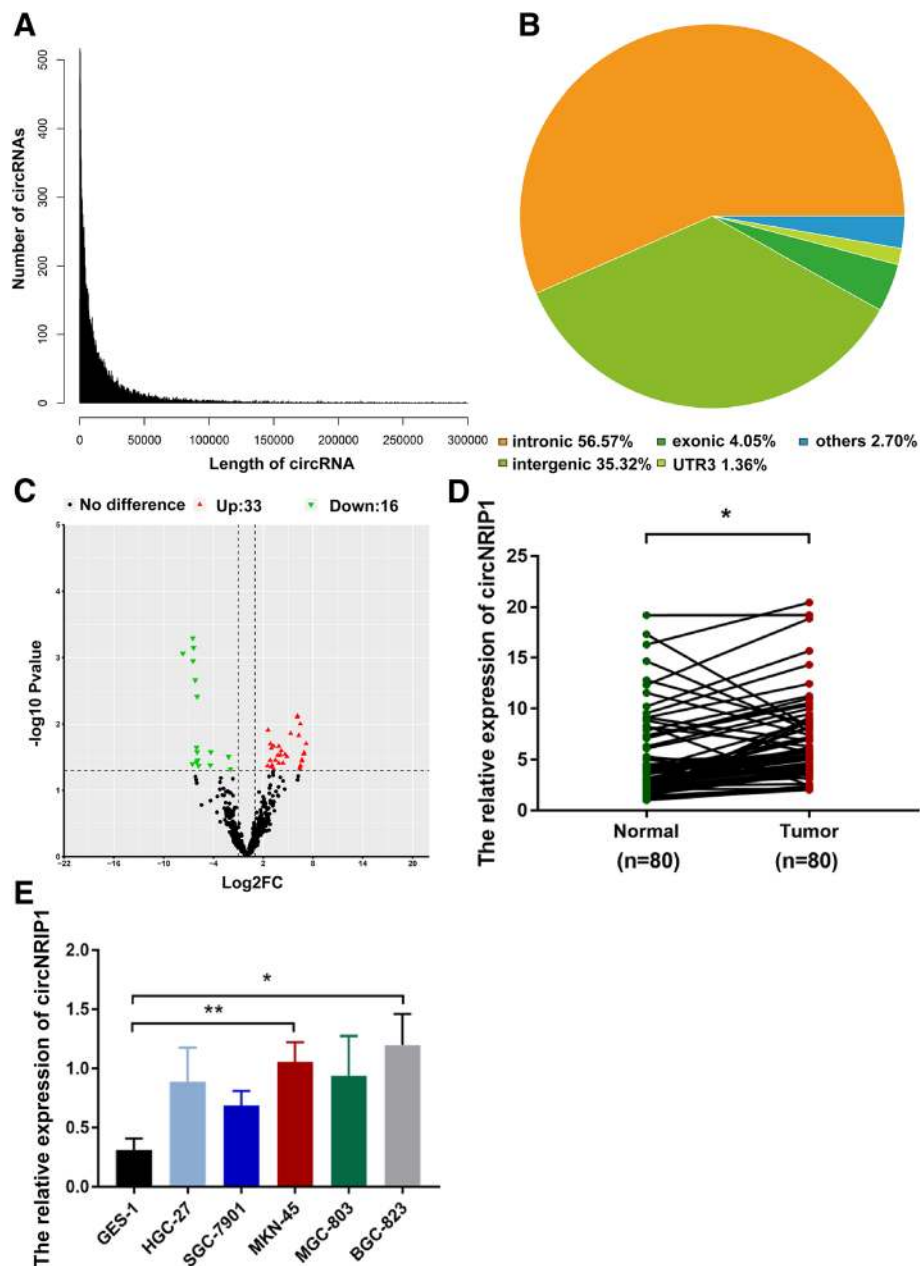 A
Number of circRNAs
500
400
300
200
100
0
0 50000 100000 150000 200000 250000 300000
Length of circRNA
B
intronic 56.57% exonic 4.05% others 2.70%
intergenic 35.32% UTR3 1.36%
C
No difference Up:33 Down:16
-log10 Pvalue
5
4
3
2
1
0
-22 -16 -10 -4 2 8 14 20
Log2FC
D
*
The relative expression of circNRIP1
25
20
15
10
5
0
Normal Tumor
(n=80) (n=80)
E
The relative expression of circNRIP1
2.0
1.5
1.0
0.5
0.0
*
**
GES-1 HGC-27 SGC-7901 MKN-45 MGC-803 BGC-823